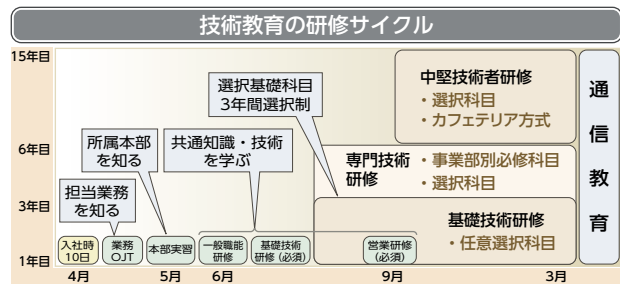 技術教育の研修サイクル
15年目
6年目
3年目
1年目
中堅技術者研修
・選択科目
・カフェテリア方式
選択基礎科目
3年間選択制
所属本部
を知る
共通知識・技術
を学ぶ
専門技術
研修
・事業部別必修科目
・選択科目
担当業務
を知る
基礎技術研修
・任意選択科目
入社時
10日
業務
OJT
本部実習
一般職能
研修
基礎技術
研修（必須）
営業研修
（必須）
4月
5月
6月
9月
3月
通信教育